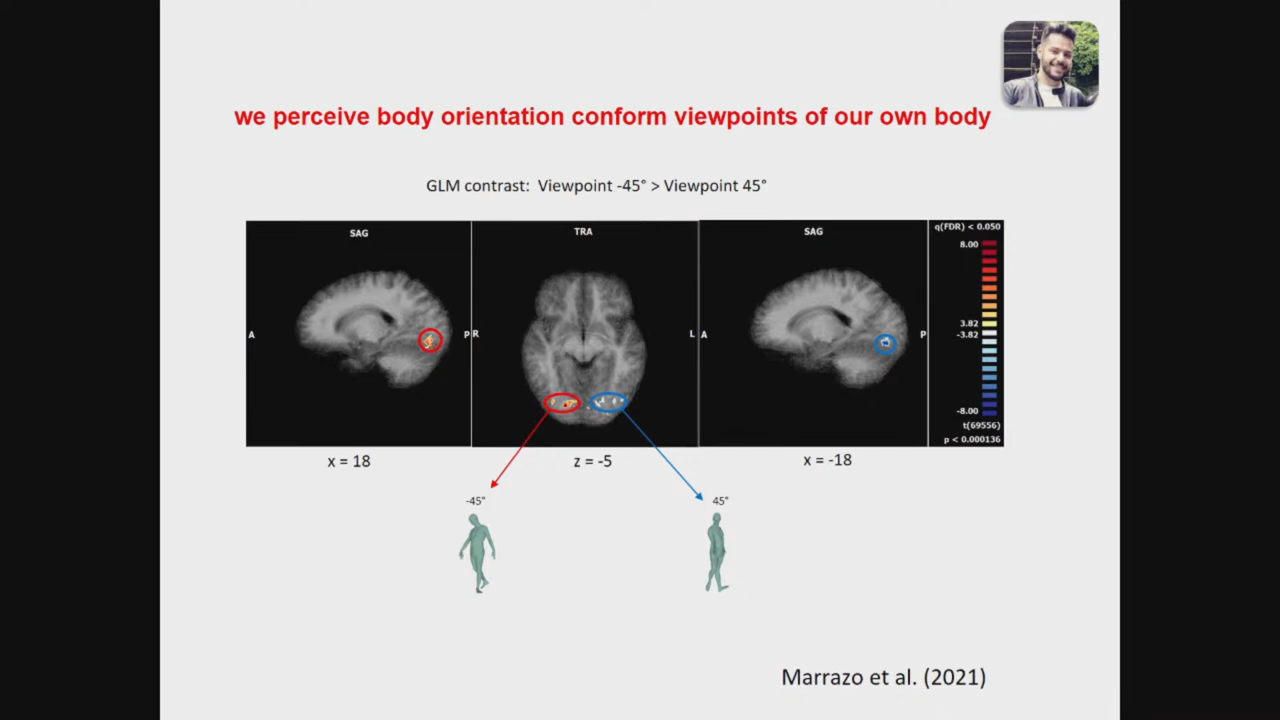 we perceive body orientation conform viewpoints of our own body
GLM contrast: Viewpoint -45° > Viewpoint 45°
SAG
TRA
SAG
q(FDR) < 0.050
8.00
A
P
R
L
A
P
3.82
-3.82
-8.00
t(69556)
p < 0.000136
x = 18
z = -5
x = -18
-45°
45°
Marrazo et al. (2021)